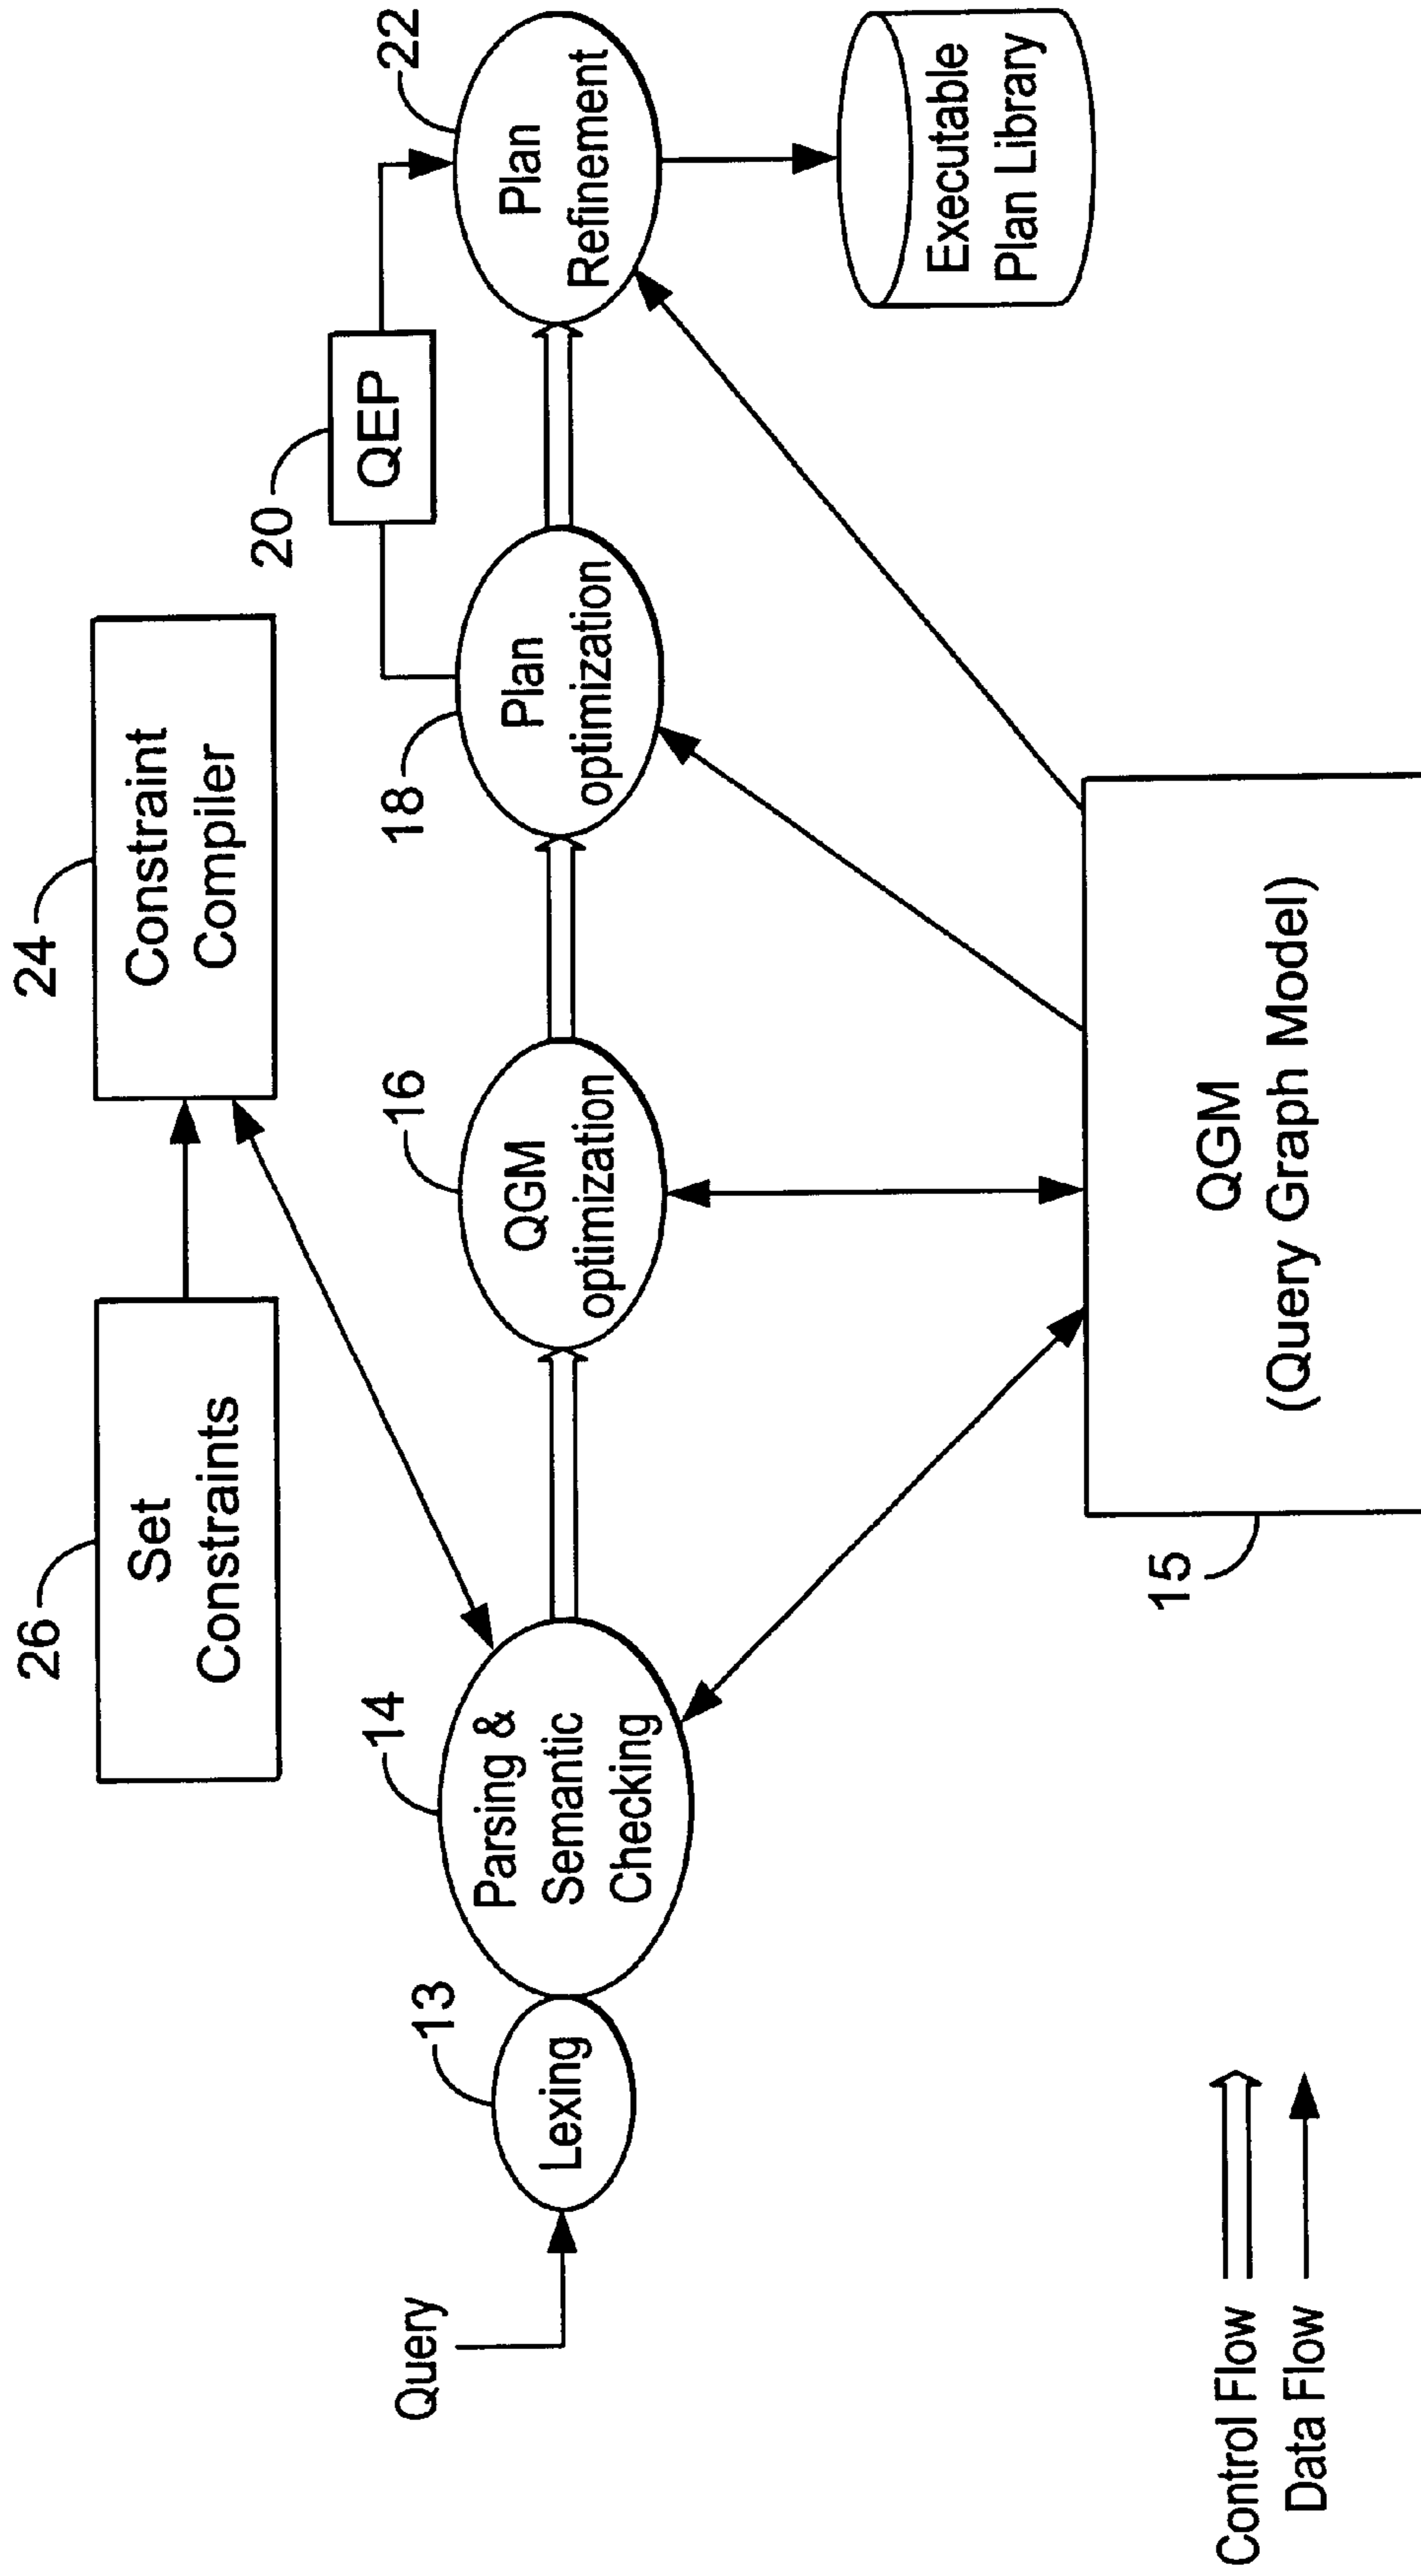 26
Set
Constraints
24
Constraint
Compiler
20
QEP
Query
13
Lexing
14
Parsing &
Semantic
Checking
16
QGM
optimization
18
Plan
optimization
22
Plan
Refinement
Executable
Plan Library
15
QGM
(Query Graph Model)
Control Flow
Data Flow